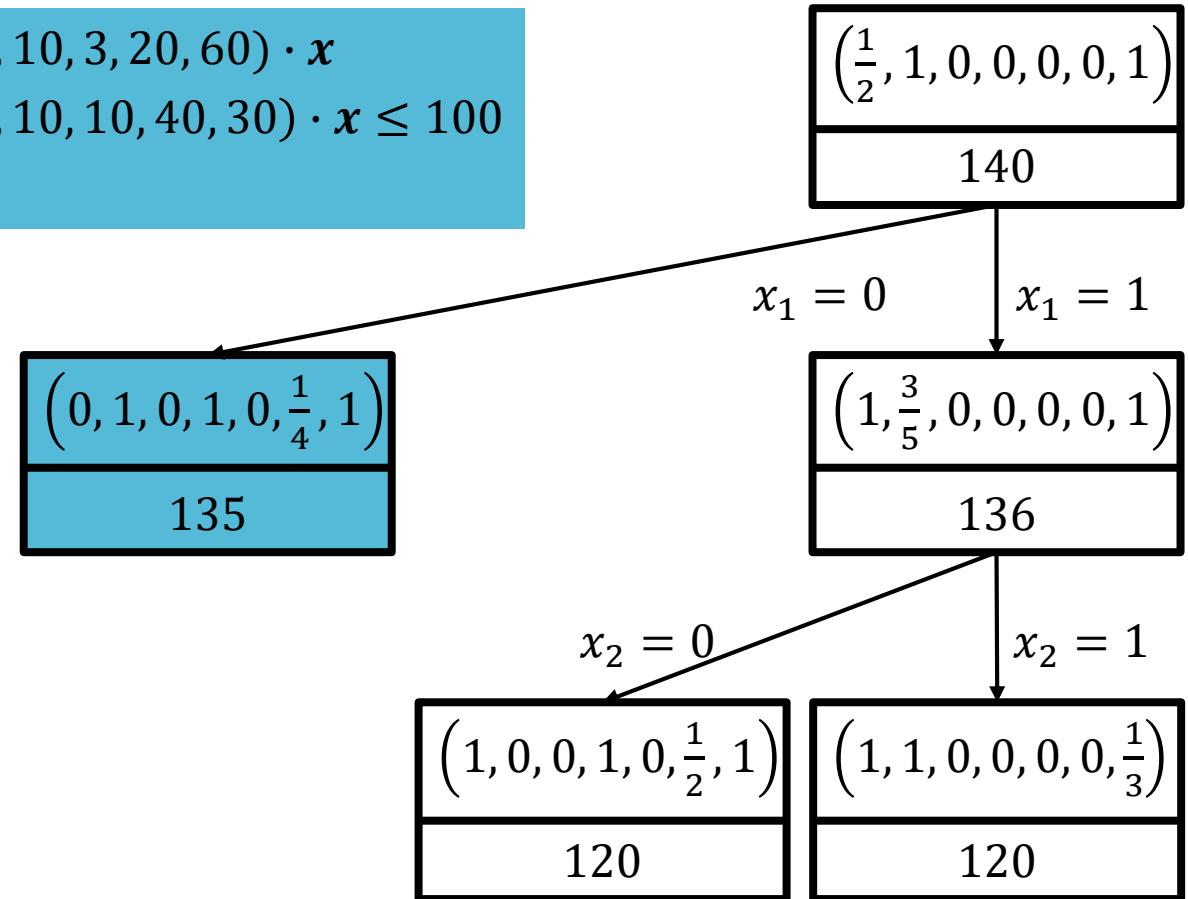 , 10, 3, 20, 60) · x
, 10, 10, 40, 30) · x ≤ 100
(1/2, 1, 0, 0, 0, 0, 1)
140
x₁ = 0
x₁ = 1
(0, 1, 0, 1, 0, 1/4, 1)
135
(1, 3/5, 0, 0, 0, 0, 1)
136
x₂ = 0
x₂ = 1
(1, 0, 0, 1, 0, 1/2, 1)
120
(1, 1, 0, 0, 0, 0, 1/3)
120